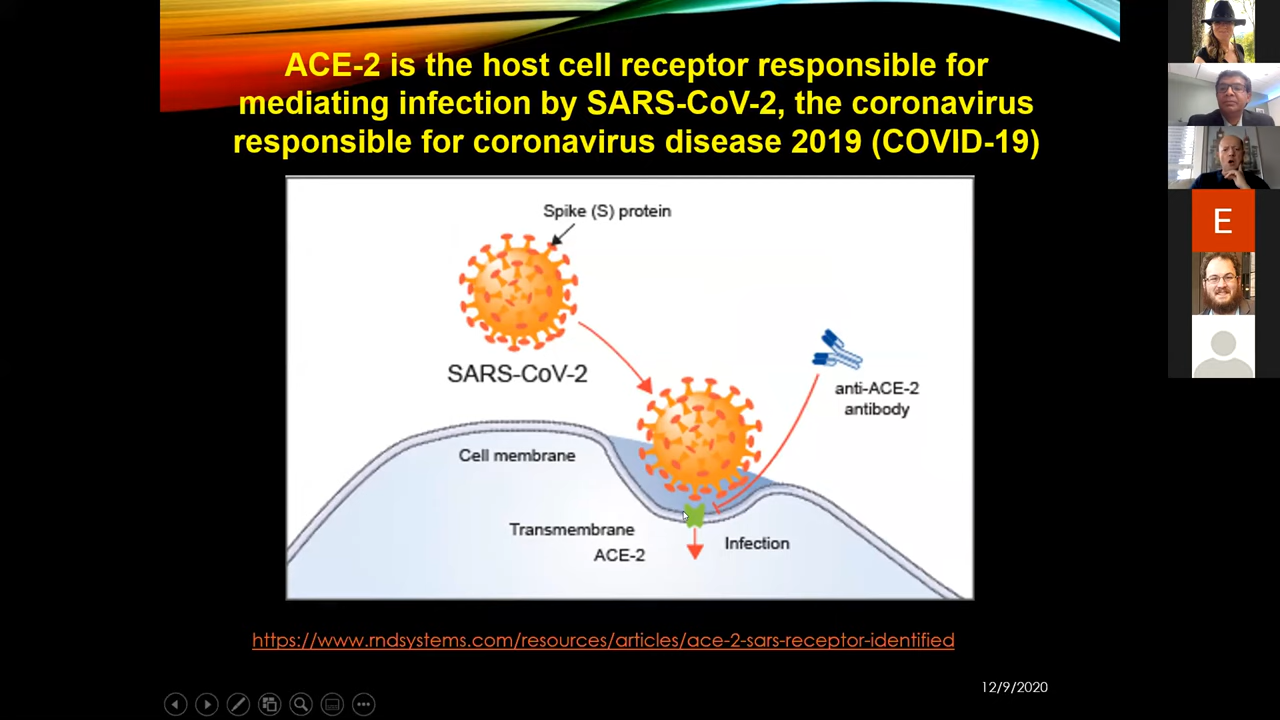 ACE-2 is the host cell receptor responsible for
mediating infection by SARS-CoV-2, the coronavirus
responsible for coronavirus disease 2019 (COVID-19)
Spike (S) protein
SARS-CoV-2
anti-ACE-2
antibody
Cell membrane
Transmembrane
ACE-2
Infection
https://www.rndsystems.com/resources/articles/ace-2-sars-receptor-identified
12/9/2020
E